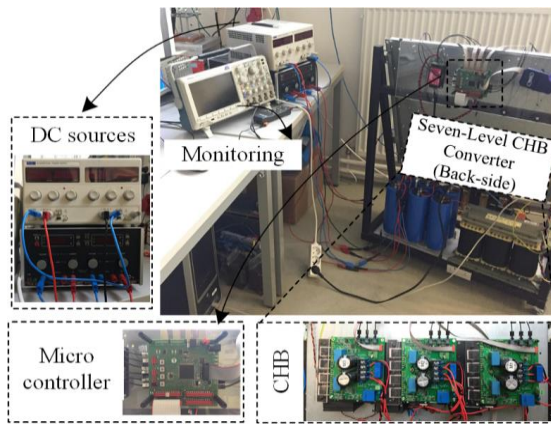 DC sources
Monitoring
Seven-Level CHB
Converter
(Back-side)
Micro
controller
CHB